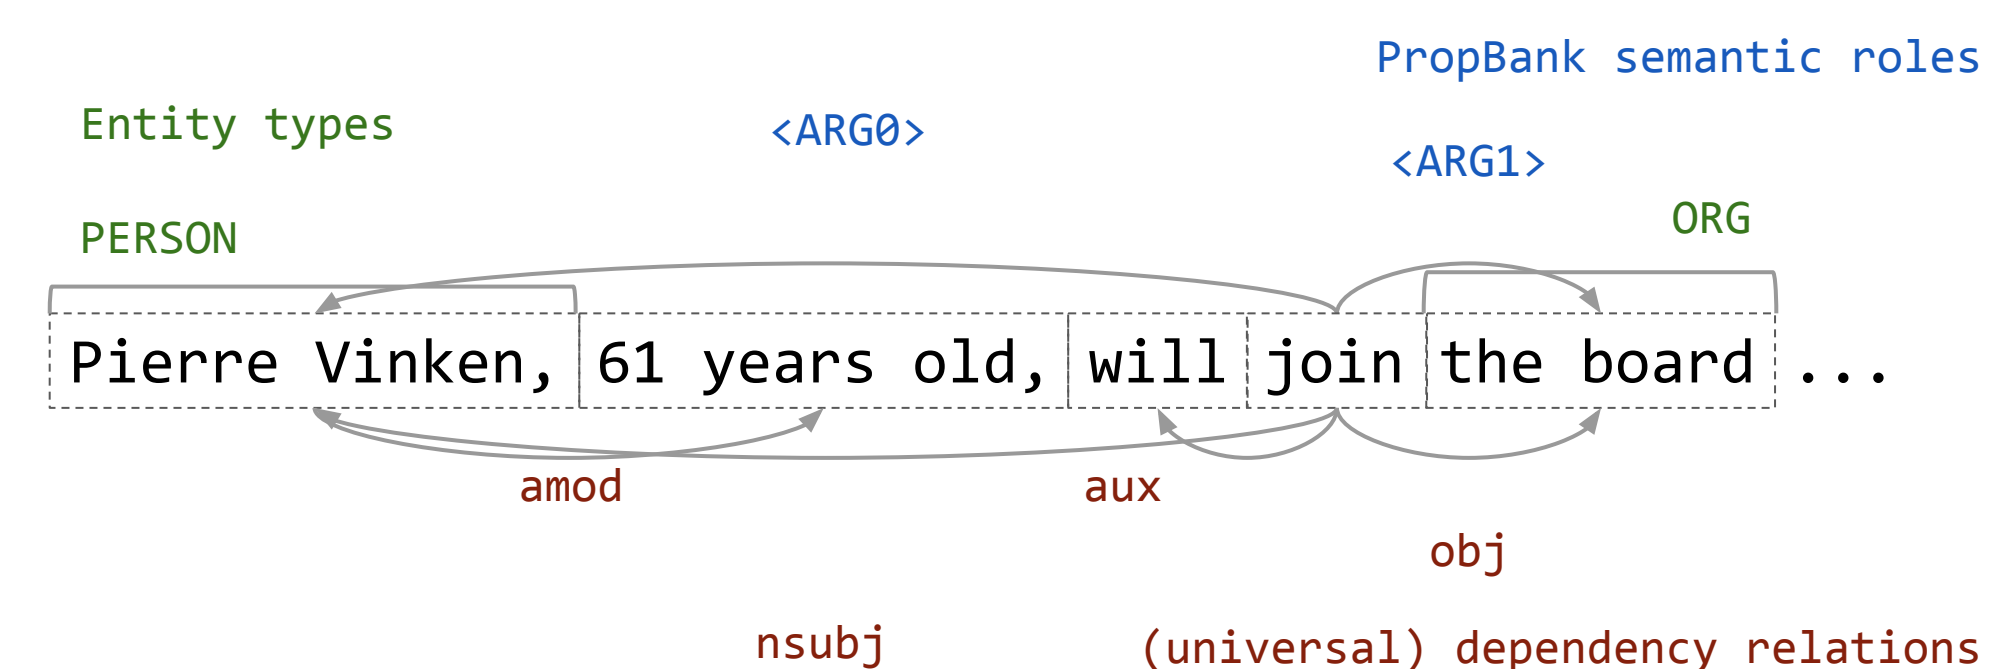 PropBank semantic roles
Entity types
<ARG0>
<ARG1>
PERSON
ORG
Pierre Vinken, 61 years old, will join the board ...
amod
aux
obj
nsubj
(universal) dependency relations